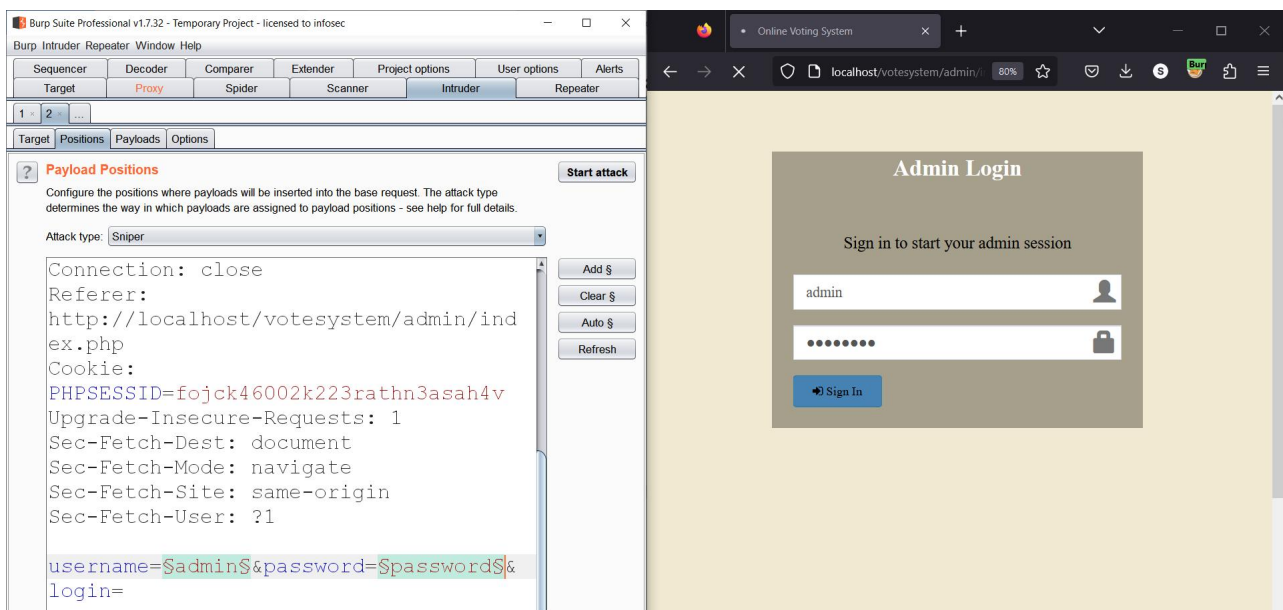 Burp Suite Professional v1.7.32 - Temporary Project - licensed to infosec
Burp Intruder Repeater Window Help
Sequencer Decoder Comparer Extender Project options User options Alerts
Target Proxy Spider Scanner Intruder Repeater
1 × 2 × ...
Target Positions Payloads Options
? Payload Positions
Start attack
Configure the positions where payloads will be inserted into the base request. The attack type
determines the way in which payloads are assigned to payload positions - see help for full details.
Attack type: Sniper
Add §
Clear §
Auto §
Refresh
Connection: close
Referer:
http://localhost/votesystem/admin/ind
ex.php
Cookie:
PHPSESSID=fojck46002k223rathn3asah4v
Upgrade-Insecure-Requests: 1
Sec-Fetch-Dest: document
Sec-Fetch-Mode: navigate
Sec-Fetch-Site: same-origin
Sec-Fetch-User: ?1
username=§admin§&password=§password§&
login=
Online Voting System
localhost/votesystem/admin/ 80% S Bur
Admin Login
Sign in to start your admin session
admin
••••••••
Sign In